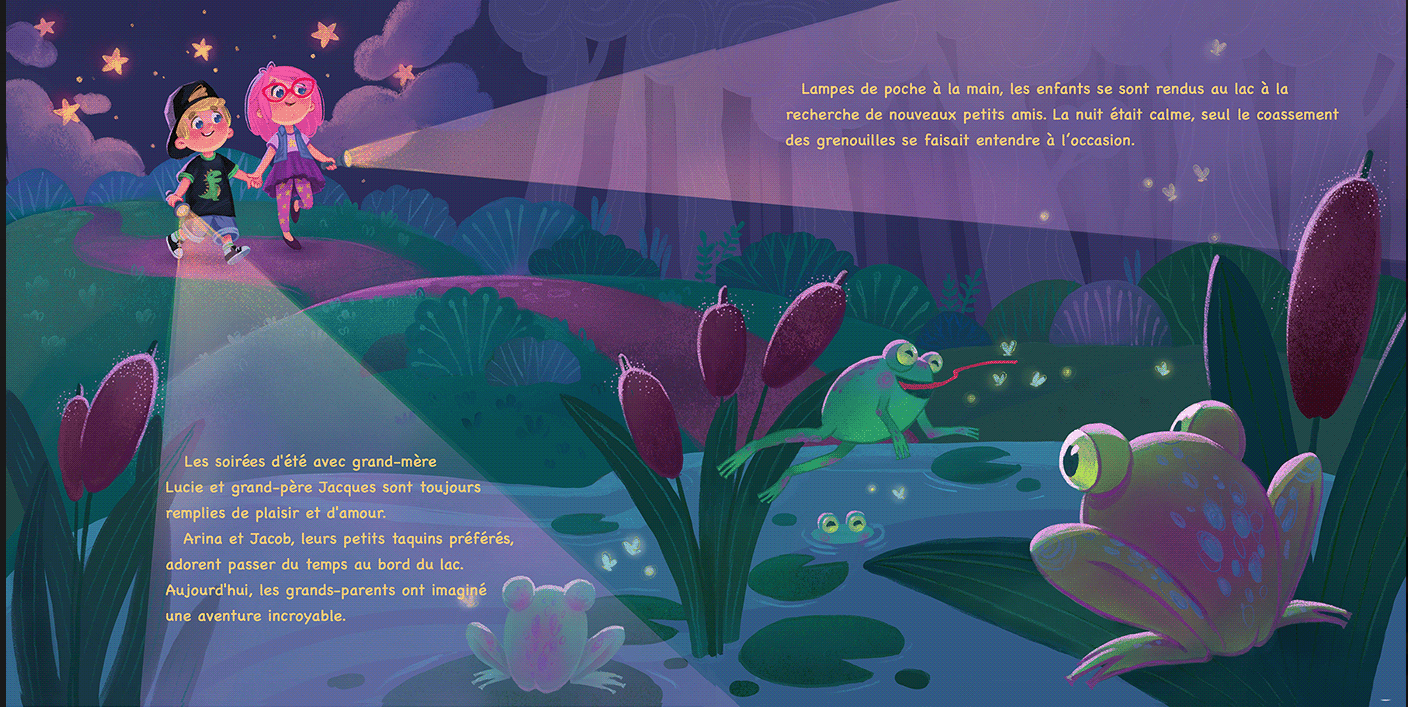 Les soirées d'été avec grand-mère
Lucie et grand-père Jacques sont toujours
remplies de plaisir et d'amour.
Arina et Jacob, leurs petits taquins préférés,
adorent passer du temps au bord du lac.
Aujourd'hui, les grands-parents ont imaginé
une aventure incroyable.
Lampes de poche à la main, les enfants se sont rendus au lac à la
recherche de nouveaux petits amis. La nuit était calme, seul le coassement
des grenouilles se faisait entendre à l'occasion.